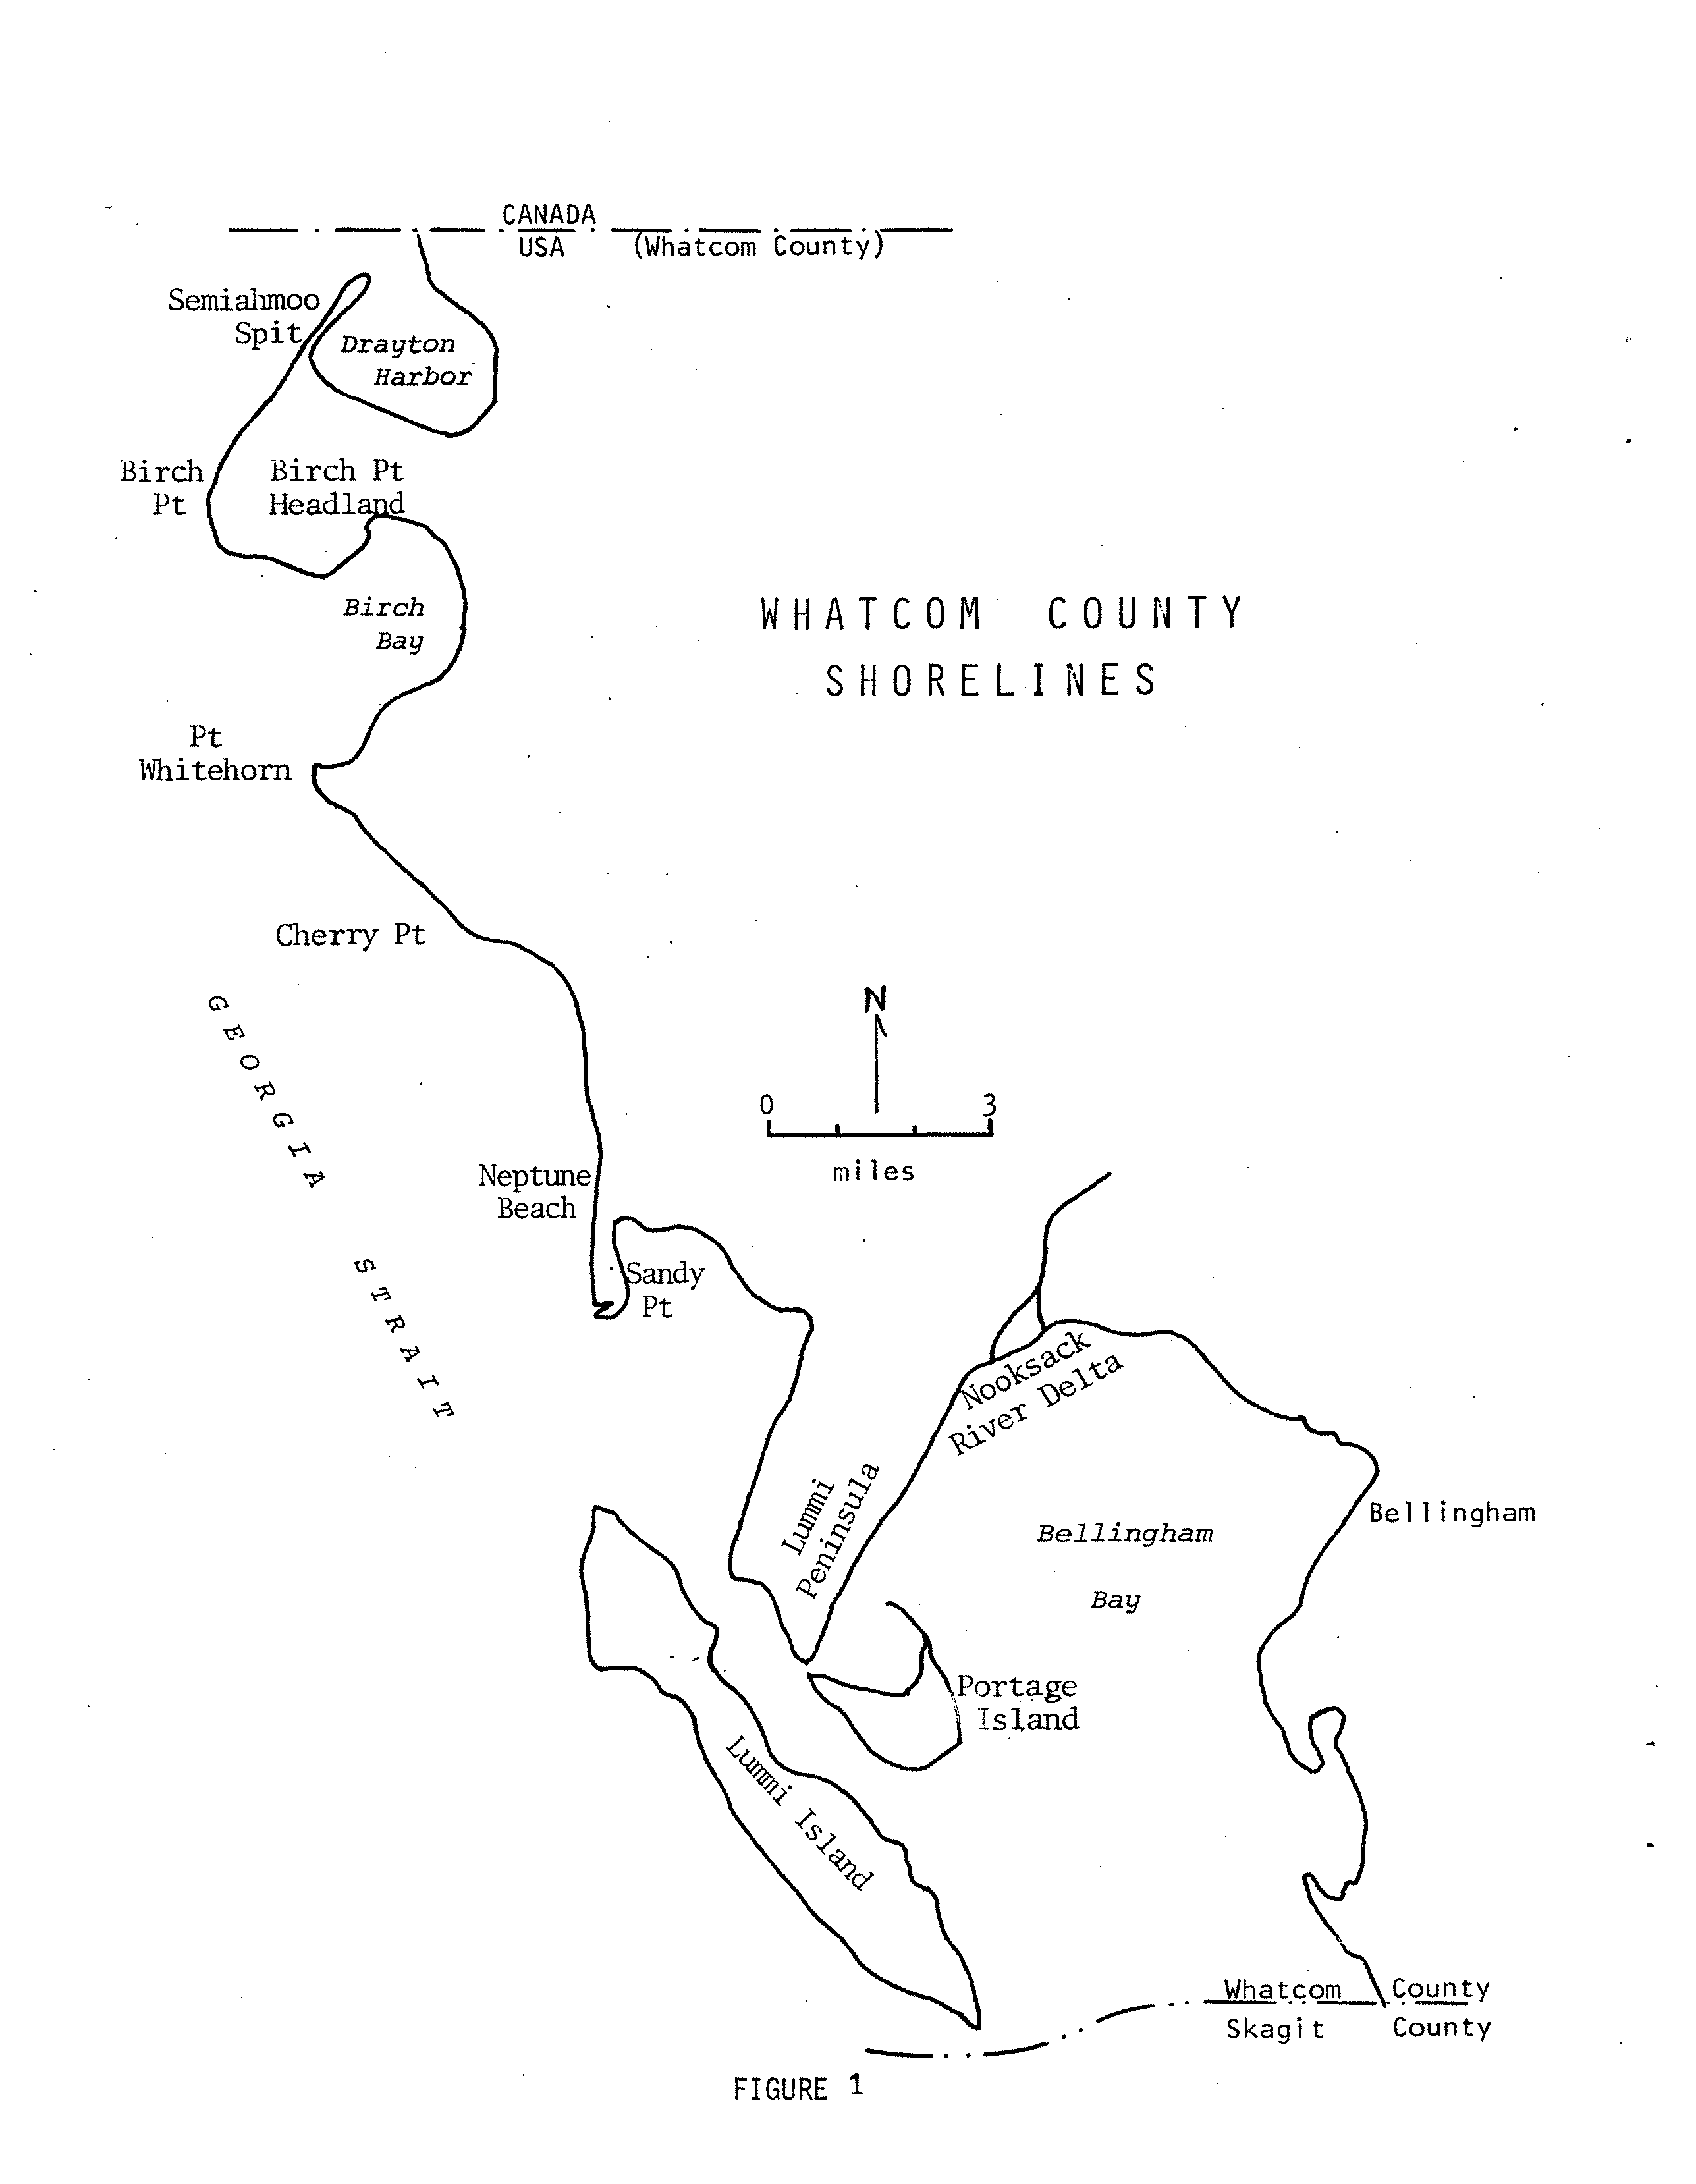 CANADA
USA (Whatcom County)
Semiahmoo
Spit
Drayton
Harbor
Birch
Pt
Birch Pt
Headland
Birch
Bay
WHATCOM COUNTY
SHORELINES
Pt
Whitehorn
Cherry Pt
GEORGIA STRAIT
N
0 3
miles
Neptune
Beach
Sandy
Pt
Nooksack
River Delta
Lummi
Peninsula
Bellingham
Bellingham
Bay
Portage
Island
Lummi Island
Whatcom County
Skagit County
FIGURE 1